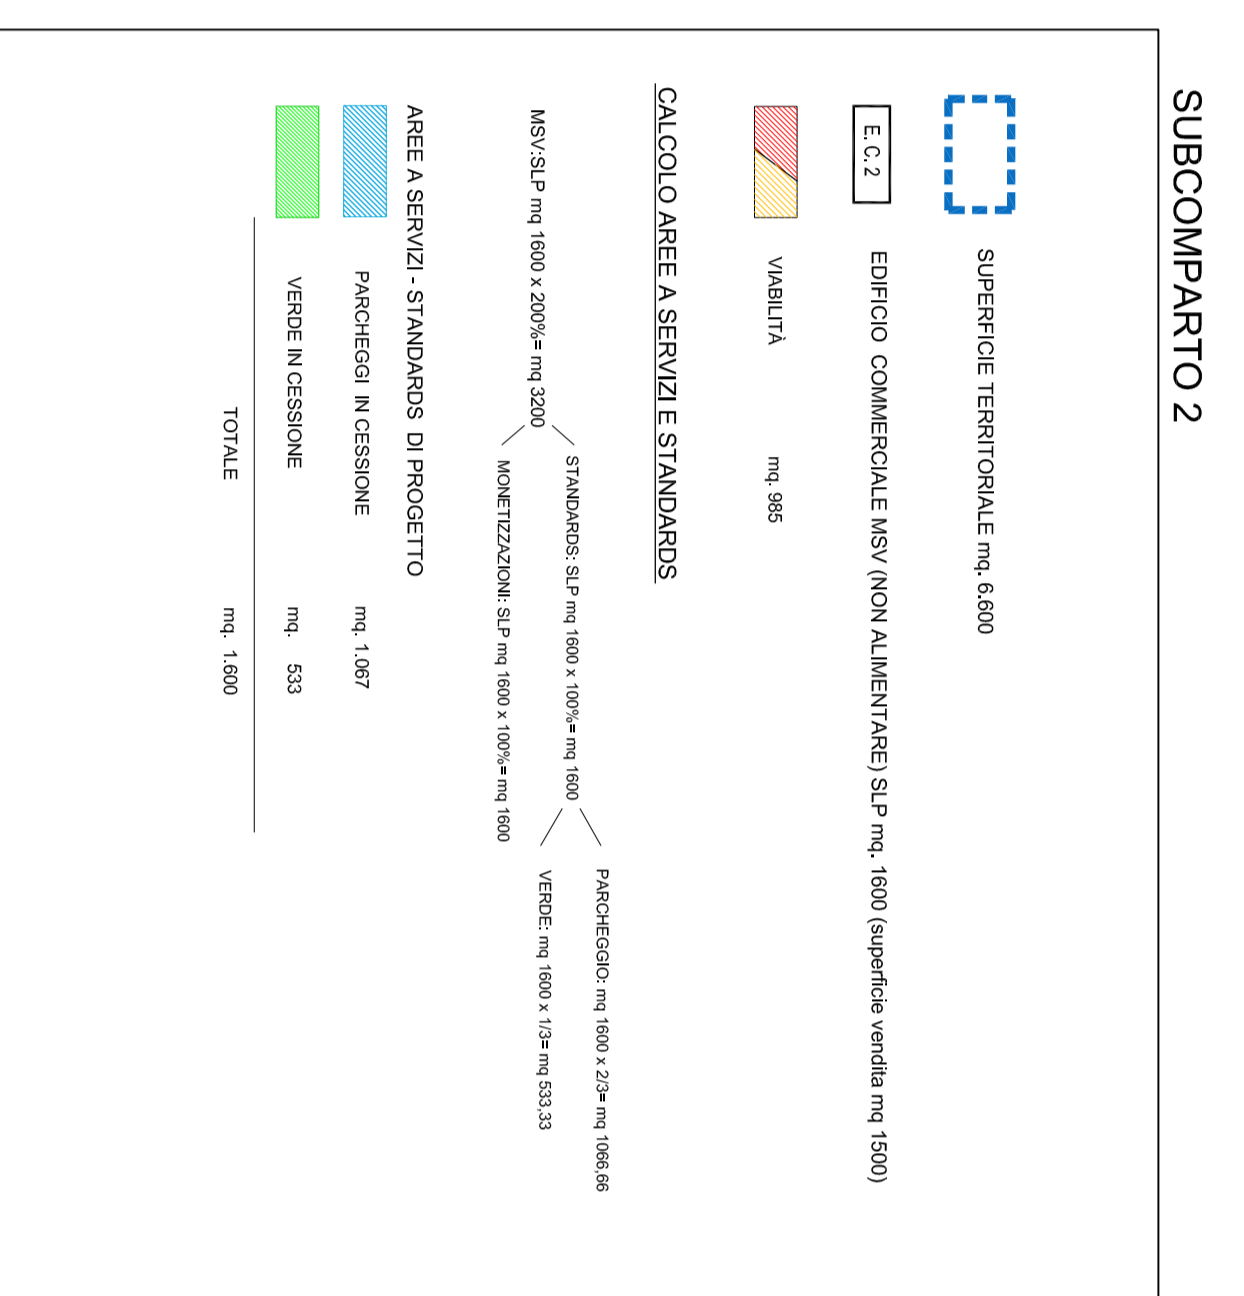 SUBCOMPARTO 2
SUPERFICIE TERRITORIALE mq. 6.600
E. C. 2 EDIFICIO COMMERCIALE MSV (NON ALIMENTARE) SLP mq. 1600 (superficie vendita mq 1500)
VIABILITÀ mq. 985
CALCOLO AREE A SERVIZI E STANDARDS
PARCHEGGIO: mq 1600 x 2/3= mq 1066,66
STANDARDS: SLP mq 1600 x 100%= mq 1600
VERDE: mq 1600 x 1/3= mq 533,33
MSV:SLP mq 1600 x 200%= mq 3200
MONETIZZAZIONI: SLP mq 1600 x 100%= mq 1600
AREE A SERVIZI - STANDARDS DI PROGETTO
PARCHEGGI IN CESSIONE mq. 1.067
VERDE IN CESSIONE mq. 533
TOTALE mq. 1.600